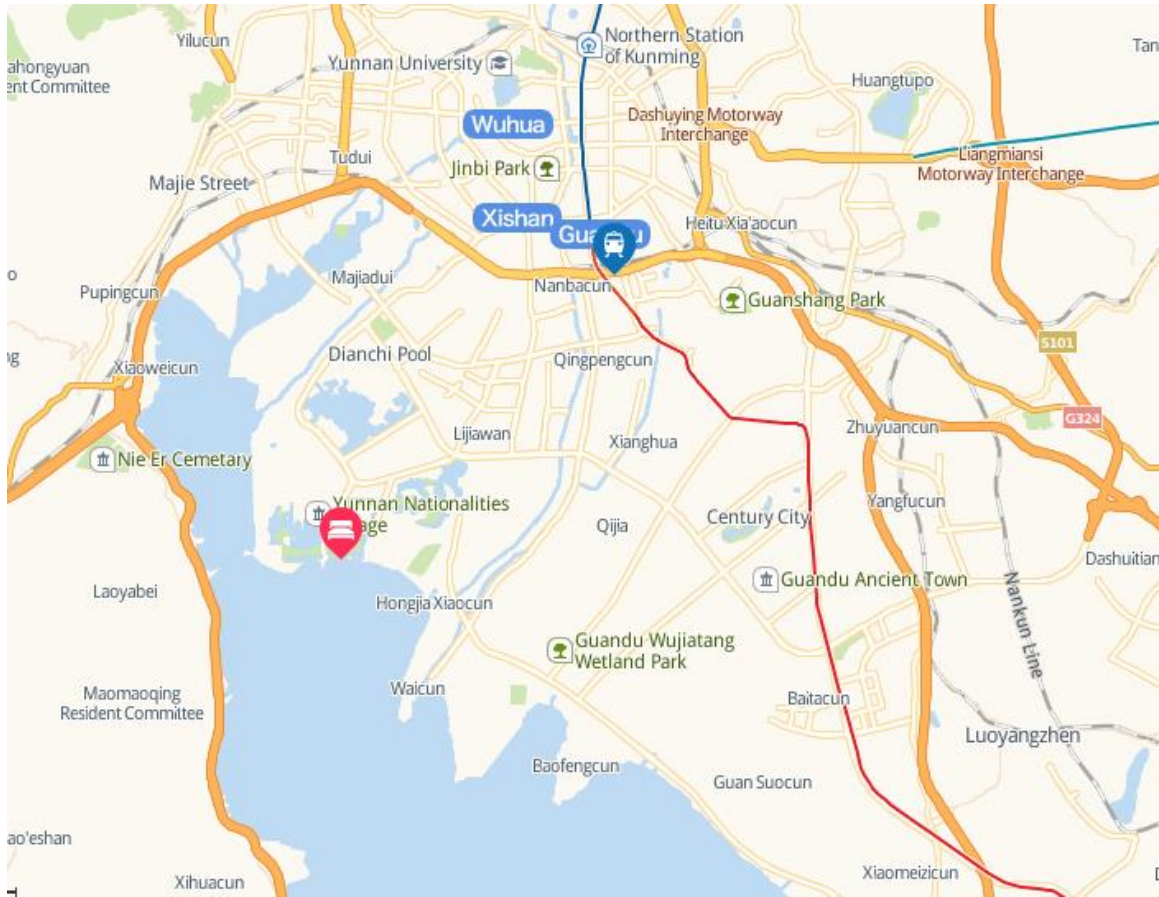 Yilucun
Northern Station
of Kunming
Tan
Yunnan University
ahongyuan
ent Committee
Huangtupo
Wuhua
Dashuying Motorway
Interchange
Liangmiansi
Motorway Interchange
Tudui
Jinbi Park
Majie Street
Xishan
Heitu Xia'aocun
Majiadui
Nanbacun
Pupingcun
Guanshang Park
Dianchi Pool
Qingpengcun
S101
Xiaoweicun
G324
Lijiawan
Xianghua
Zhuyuancun
Nie Er Cemetary
Yunnan Nationalities
Yangfucun
Qijia
Century City
Dashuitian
Laoyabei
Guandu Ancient Town
Hongjia Xiaocun
Nankun Line
Guandu Wujiatang
Wetland Park
Waicun
Maomaoqing
Resident Committee
Baitacun
Luoyangzhen
Baofengcun
Guan Suocun
ao'eshan
Xihuacun
Xiaomeizicun